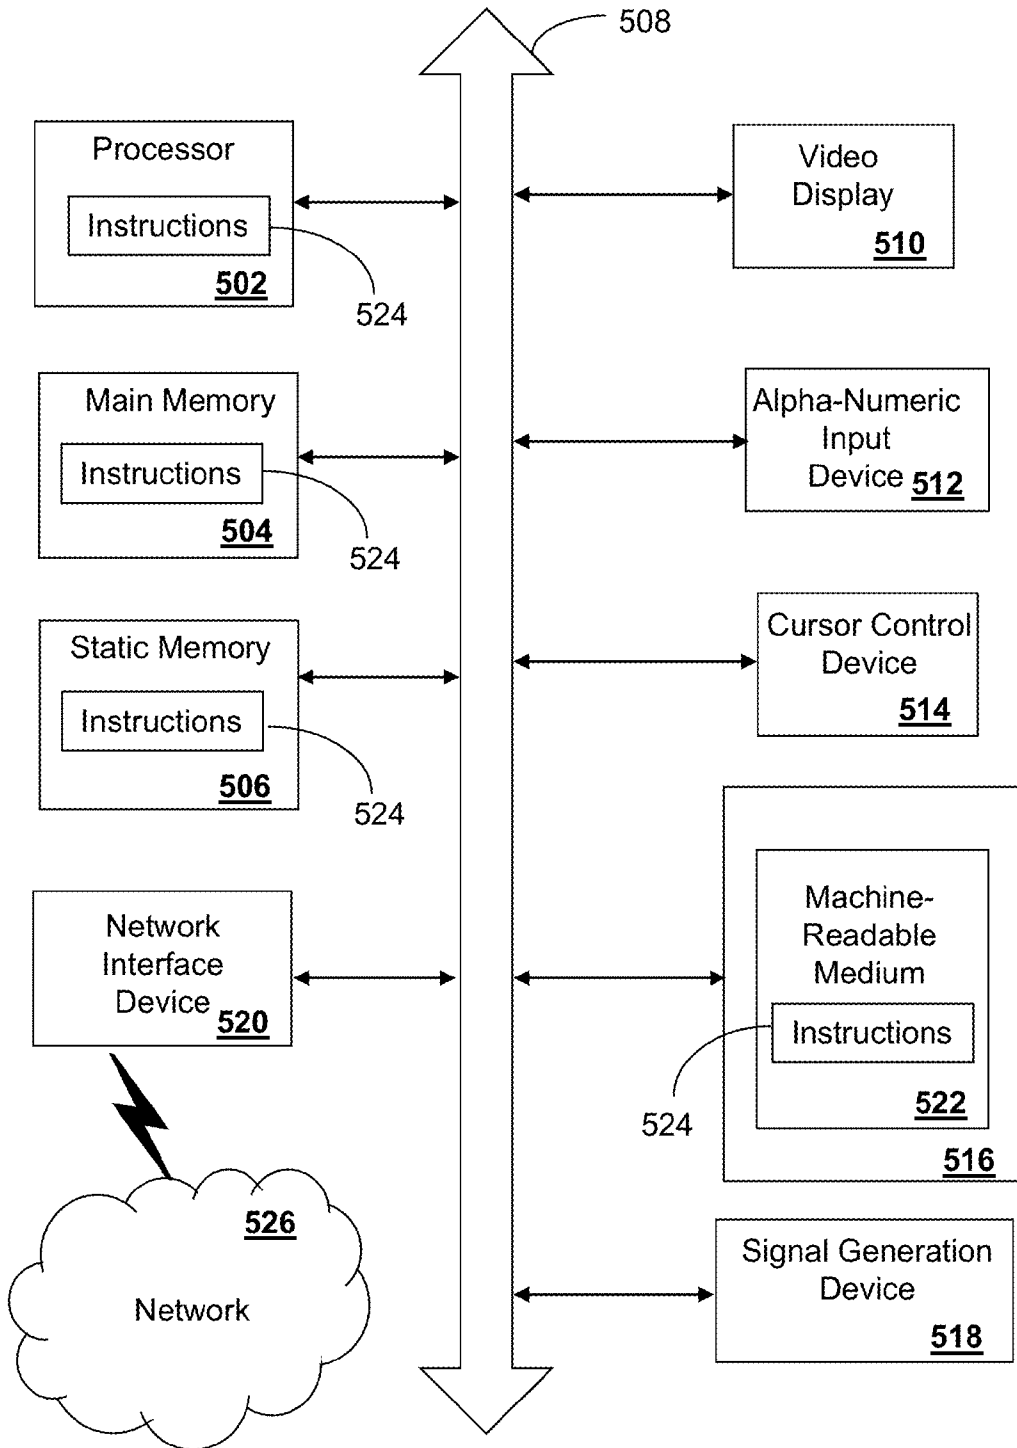 508
Processor
Instructions
502
524
Main Memory
Instructions
504
524
Static Memory
Instructions
506
524
Network
Interface
Device
520
526
Network
Video
Display
510
Alpha-Numeric
Input
Device
512
Cursor Control
Device
514
Machine-
Readable
Medium
Instructions
522
524
516
Signal Generation
Device
518